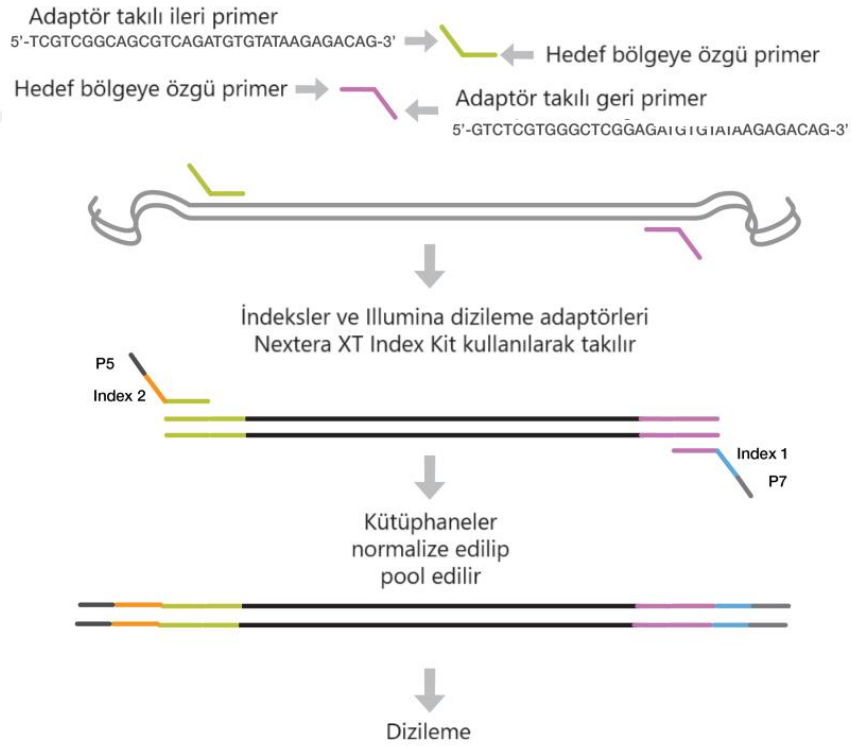 Adaptör takılı ileri primer
5'-TCGTCGGCAGCGTCAGATGTGTATAAGAGACAG-3'
Hedef bölgeye özgü primer
Hedef bölgeye özgü primer
Adaptör takılı geri primer
5'-GTCTCGTGGGCTCGGAGATGTGTATAAGAGACAG-3'
İndeksler ve Illumina dizileme adaptörleri
Nextera XT Index Kit kullanılarak takılır
P5
Index 2
Index 1
P7
Kütüphaneler
normalize edilip
pool edilir
Dizileme